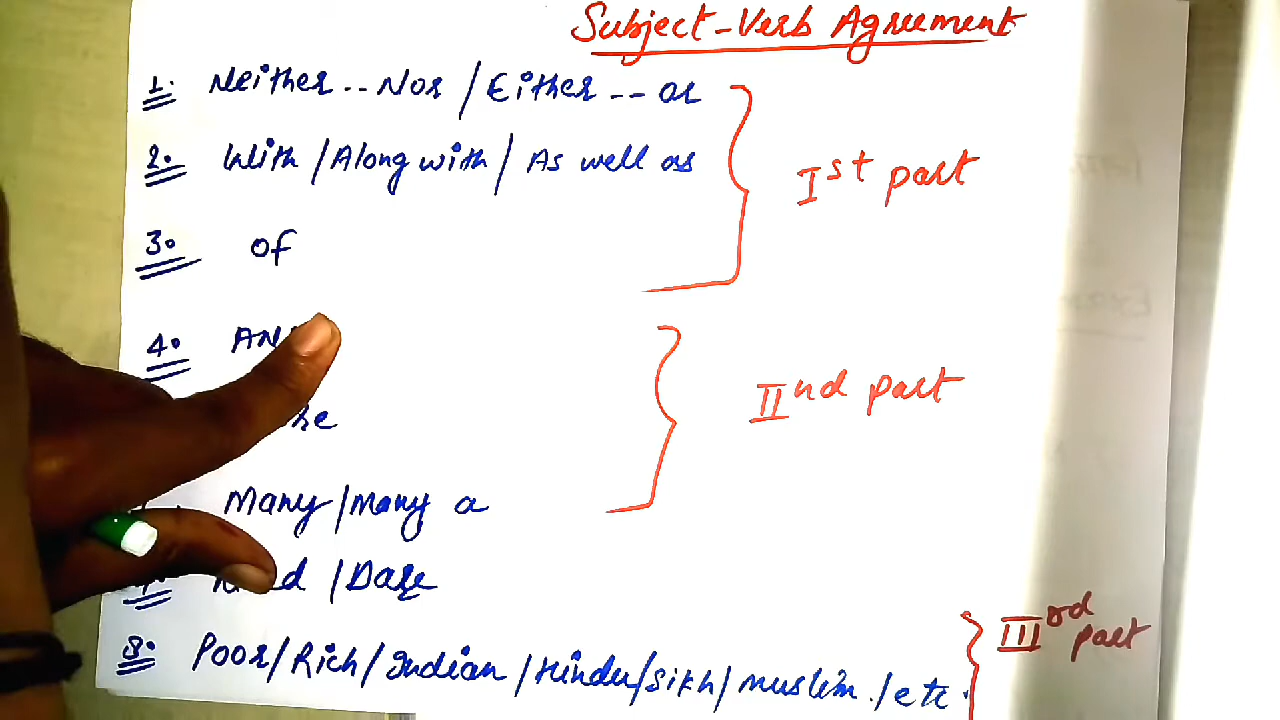 Subject-Verb Agreement
1. Neither -- Nor / Either -- or
2. With / Along with / As well as
Ist part
3. of
4.
IInd part
Many / Many a
/ Dare
IIIrd part
8. Poor / Rich / Indian / Hindu / Sikh / Muslim / etc.